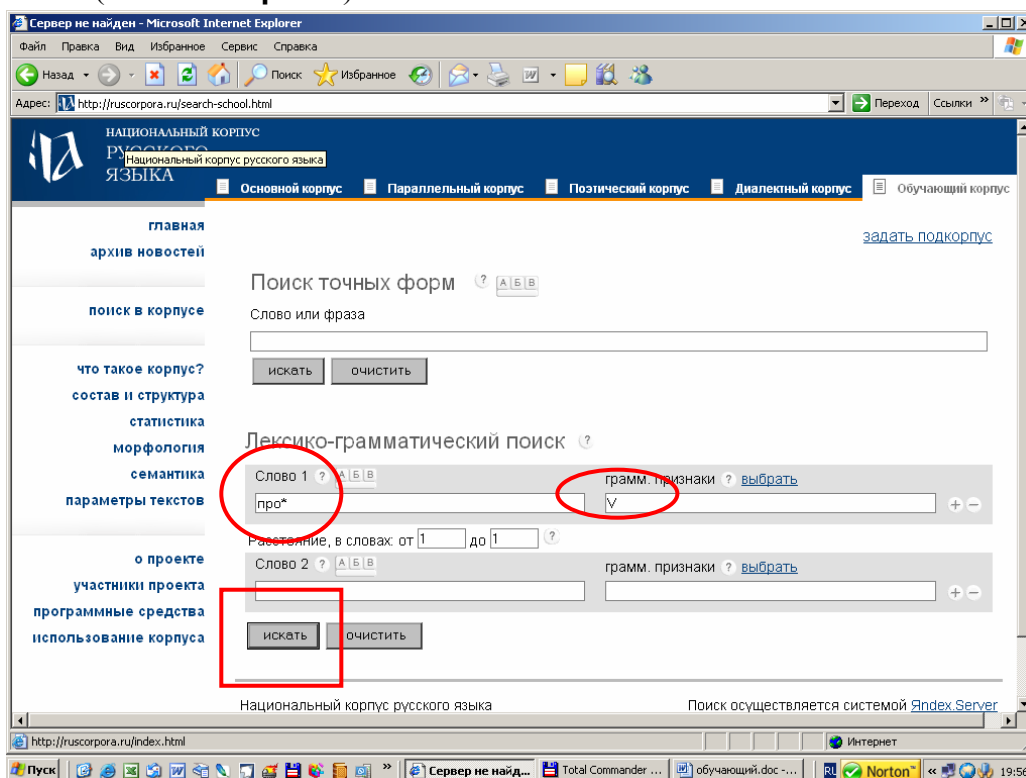 Сервер не найден - Microsoft Internet Explorer
Файл Правка Вид Избранное Сервис Справка
Назад Поиск Избранное
Адрес: http://ruscorpora.ru/search-school.html Переход Ссылки »
НАЦИОНАЛЬНЫЙ КОРПУС
РУССКОГО
Национальный корпус русского языка
ЯЗЫКА
Основной корпус Параллельный корпус Поэтический корпус Диалектный корпус Обучающий корпус
главная
архив новостей
задать подкорпус
Поиск точных форм ? А Б В
поиск в корпусе
Слово или фраза
искать очистить
что такое корпус?
состав и структура
статистика
морфология
семантика
параметры текстов
Лексико-грамматический поиск ?
Слово 1 ? А Б В грамм. признаки ? выбрать
про* V
Расстояние, в словах: от 1 до 1 ?
Слово 2 ? А Б В грамм. признаки ? выбрать
о проекте
участники проекта
программные средства
использование корпуса
искать очистить
Национальный корпус русского языка Поиск осуществляется системой Яndex.Server
http://ruscorpora.ru/index.html Интернет
Пуск » Сервер не найд... Total Commander ... обучающий.doc -... RU Norton™ « 19:59